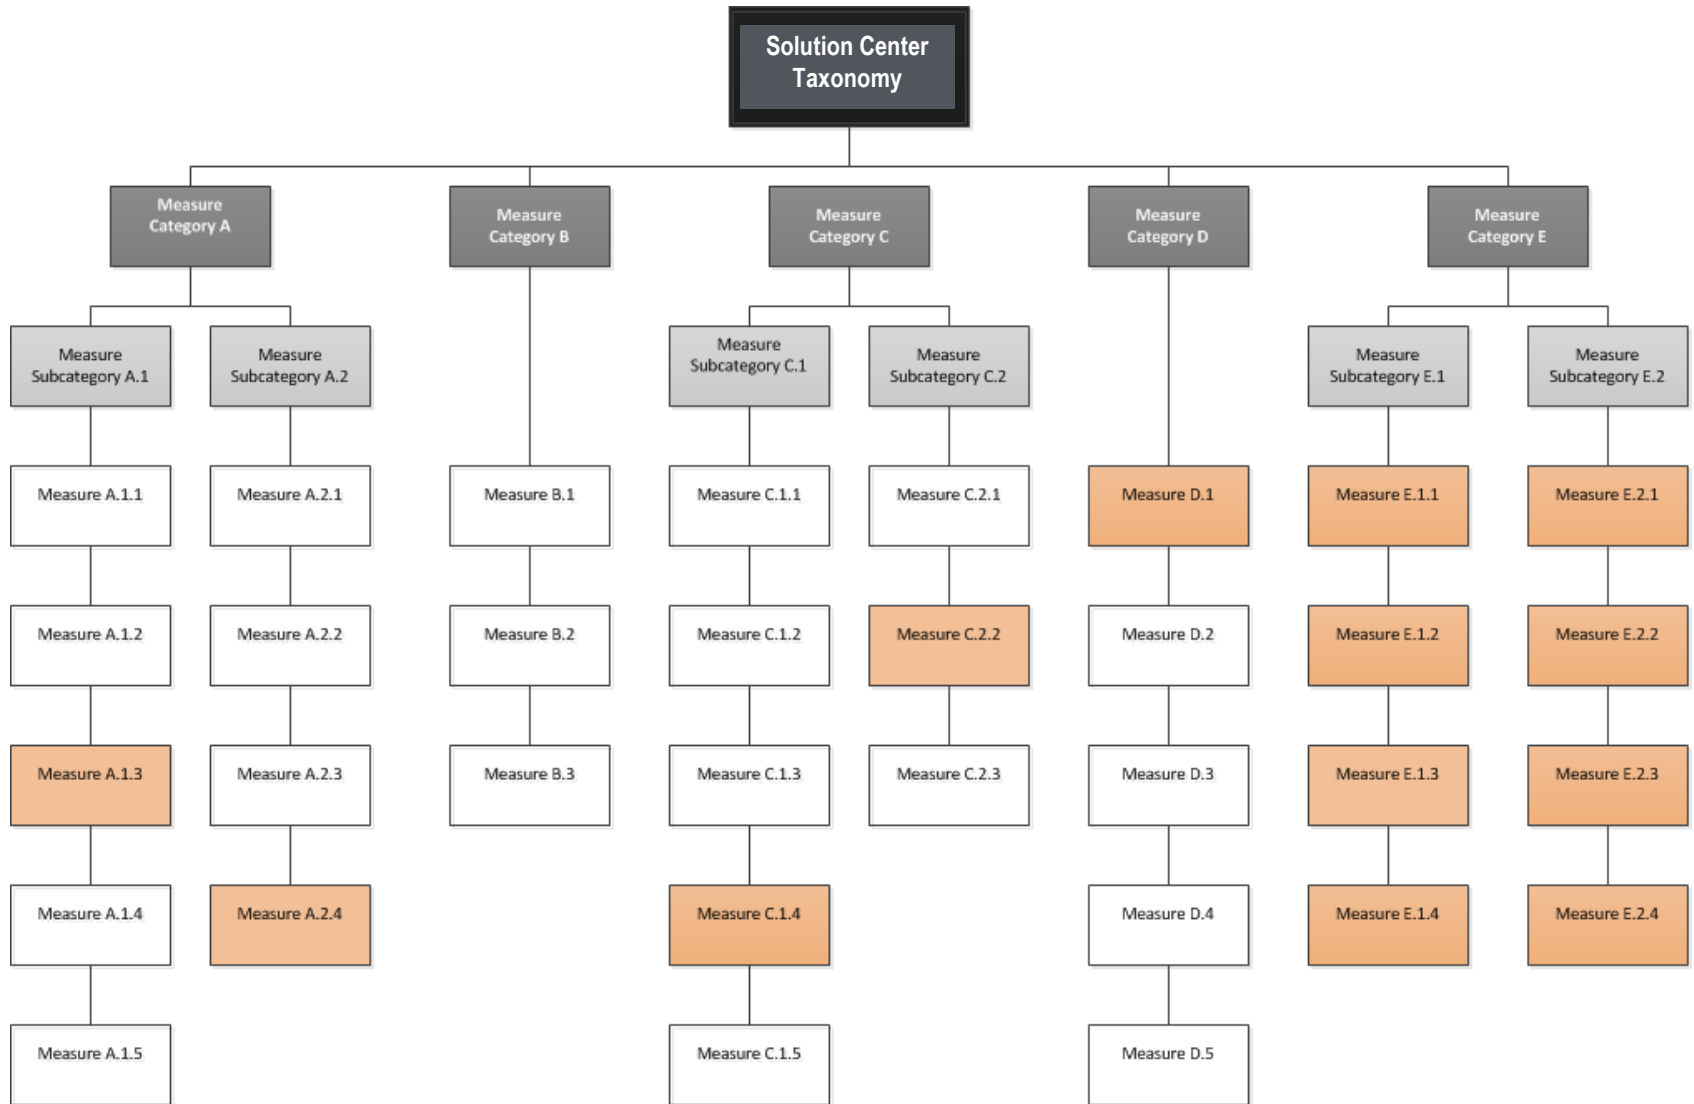 Solution Center
Taxonomy
Measure
Category A
Measure
Category B
Measure
Category C
Measure
Category D
Measure
Category E
Measure
Subcategory A.1
Measure
Subcategory A.2
Measure
Subcategory C.1
Measure
Subcategory C.2
Measure
Subcategory E.1
Measure
Subcategory E.2
Measure A.1.1
Measure A.2.1
Measure B.1
Measure C.1.1
Measure C.2.1
Measure D.1
Measure E.1.1
Measure E.2.1
Measure A.1.2
Measure A.2.2
Measure B.2
Measure C.1.2
Measure C.2.2
Measure D.2
Measure E.1.2
Measure E.2.2
Measure A.1.3
Measure A.2.3
Measure B.3
Measure C.1.3
Measure C.2.3
Measure D.3
Measure E.1.3
Measure E.2.3
Measure A.1.4
Measure A.2.4
Measure C.1.4
Measure D.4
Measure E.1.4
Measure E.2.4
Measure A.1.5
Measure C.1.5
Measure D.5